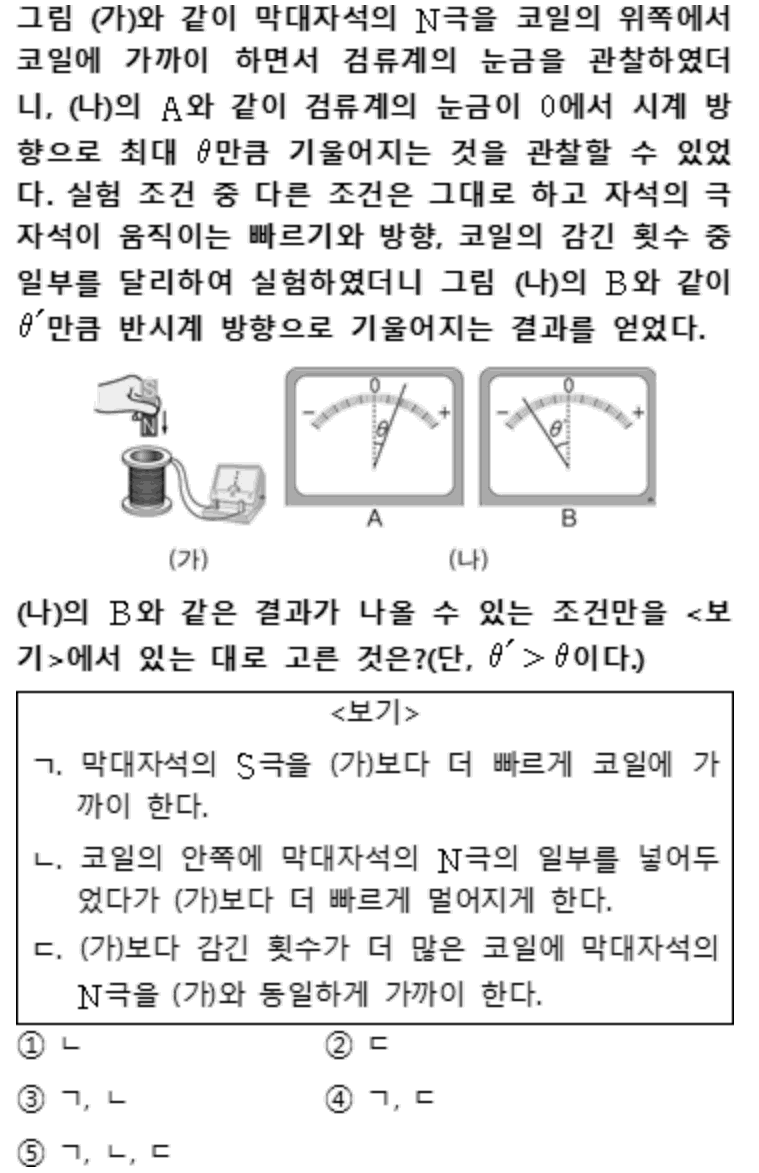 그림 (가)와 같이 막대자석의 N극을 코일의 위쪽에서
코일에 가까이 하면서 검류계의 눈금을 관찰하였더
니, (나)의 A와 같이 검류계의 눈금이 0에서 시계 방
향으로 최대 θ만큼 기울어지는 것을 관찰할 수 있었
다. 실험 조건 중 다른 조건은 그대로 하고 자석의 극
자석이 움직이는 빠르기와 방향, 코일의 감긴 횟수 중
일부를 달리하여 실험하였더니 그림 (나)의 B와 같이
θ′만큼 반시계 방향으로 기울어지는 결과를 얻었다.
S
N
0
- +
θ
A
0
- +
θ′
B
(가) (나)
(나)의 B와 같은 결과가 나올 수 있는 조건만을 <보
기>에서 있는 대로 고른 것은?(단, θ′ > θ이다.)
<보기>
ㄱ. 막대자석의 S극을 (가)보다 더 빠르게 코일에 가
까이 한다.
ㄴ. 코일의 안쪽에 막대자석의 N극의 일부를 넣어두
었다가 (가)보다 더 빠르게 멀어지게 한다.
ㄷ. (가)보다 감긴 횟수가 더 많은 코일에 막대자석의
N극을 (가)와 동일하게 가까이 한다.
① ㄴ ② ㄷ
③ ㄱ, ㄴ ④ ㄱ, ㄷ
⑤ ㄱ, ㄴ, ㄷ